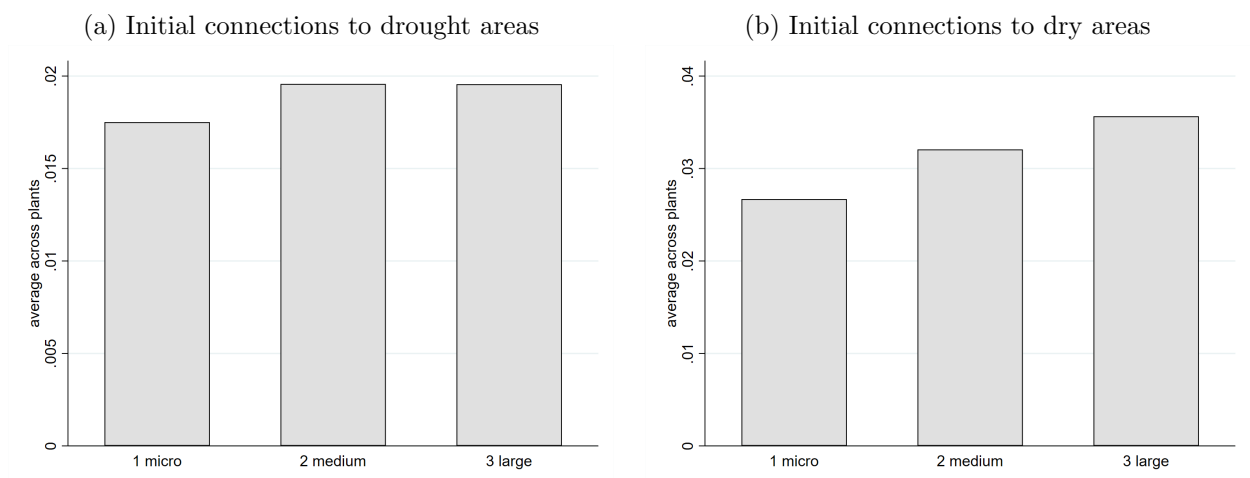 (a) Initial connections to drought areas
average across plants
.02
.015
.01
.005
0
1 micro 2 medium 3 large
(b) Initial connections to dry areas
average across plants
.04
.03
.02
.01
0
1 micro 2 medium 3 large